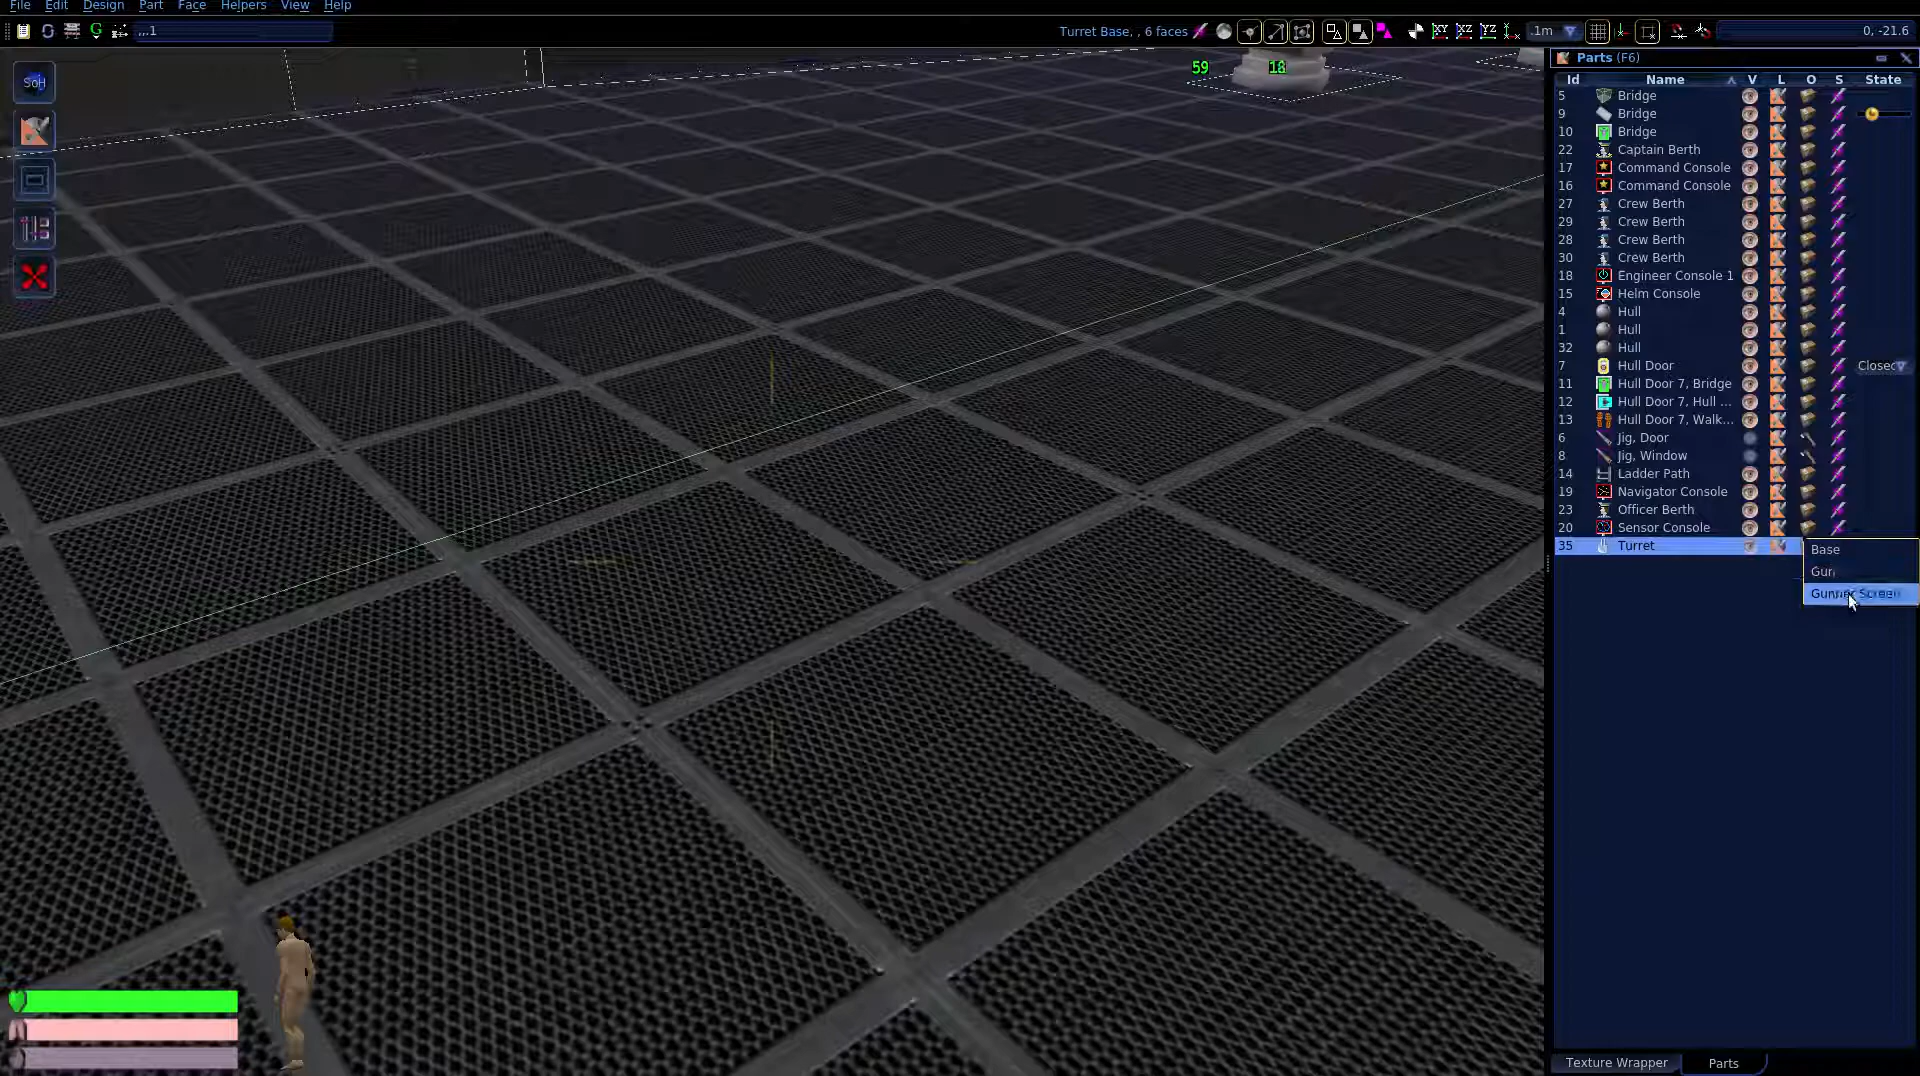 File Edit Design Part Face Helpers View Help
,,,1
Turret Base, , 6 faces
XY XZ YZ
.1m
0, -21.6
59 18
SoH
Parts (F6)
Id Name V L O S State
5 Bridge
9 Bridge
10 Bridge
22 Captain Berth
17 Command Console
16 Command Console
27 Crew Berth
29 Crew Berth
28 Crew Berth
30 Crew Berth
18 Engineer Console 1
15 Helm Console
4 Hull
1 Hull
32 Hull
7 Hull Door Closed
11 Hull Door 7, Bridge
12 Hull Door 7, Hull ...
13 Hull Door 7, Walk...
6 Jig, Door
8 Jig, Window
14 Ladder Path
19 Navigator Console
23 Officer Berth
20 Sensor Console
35 Turret
Base
Gun
Gunner Screen
Texture Wrapper Parts